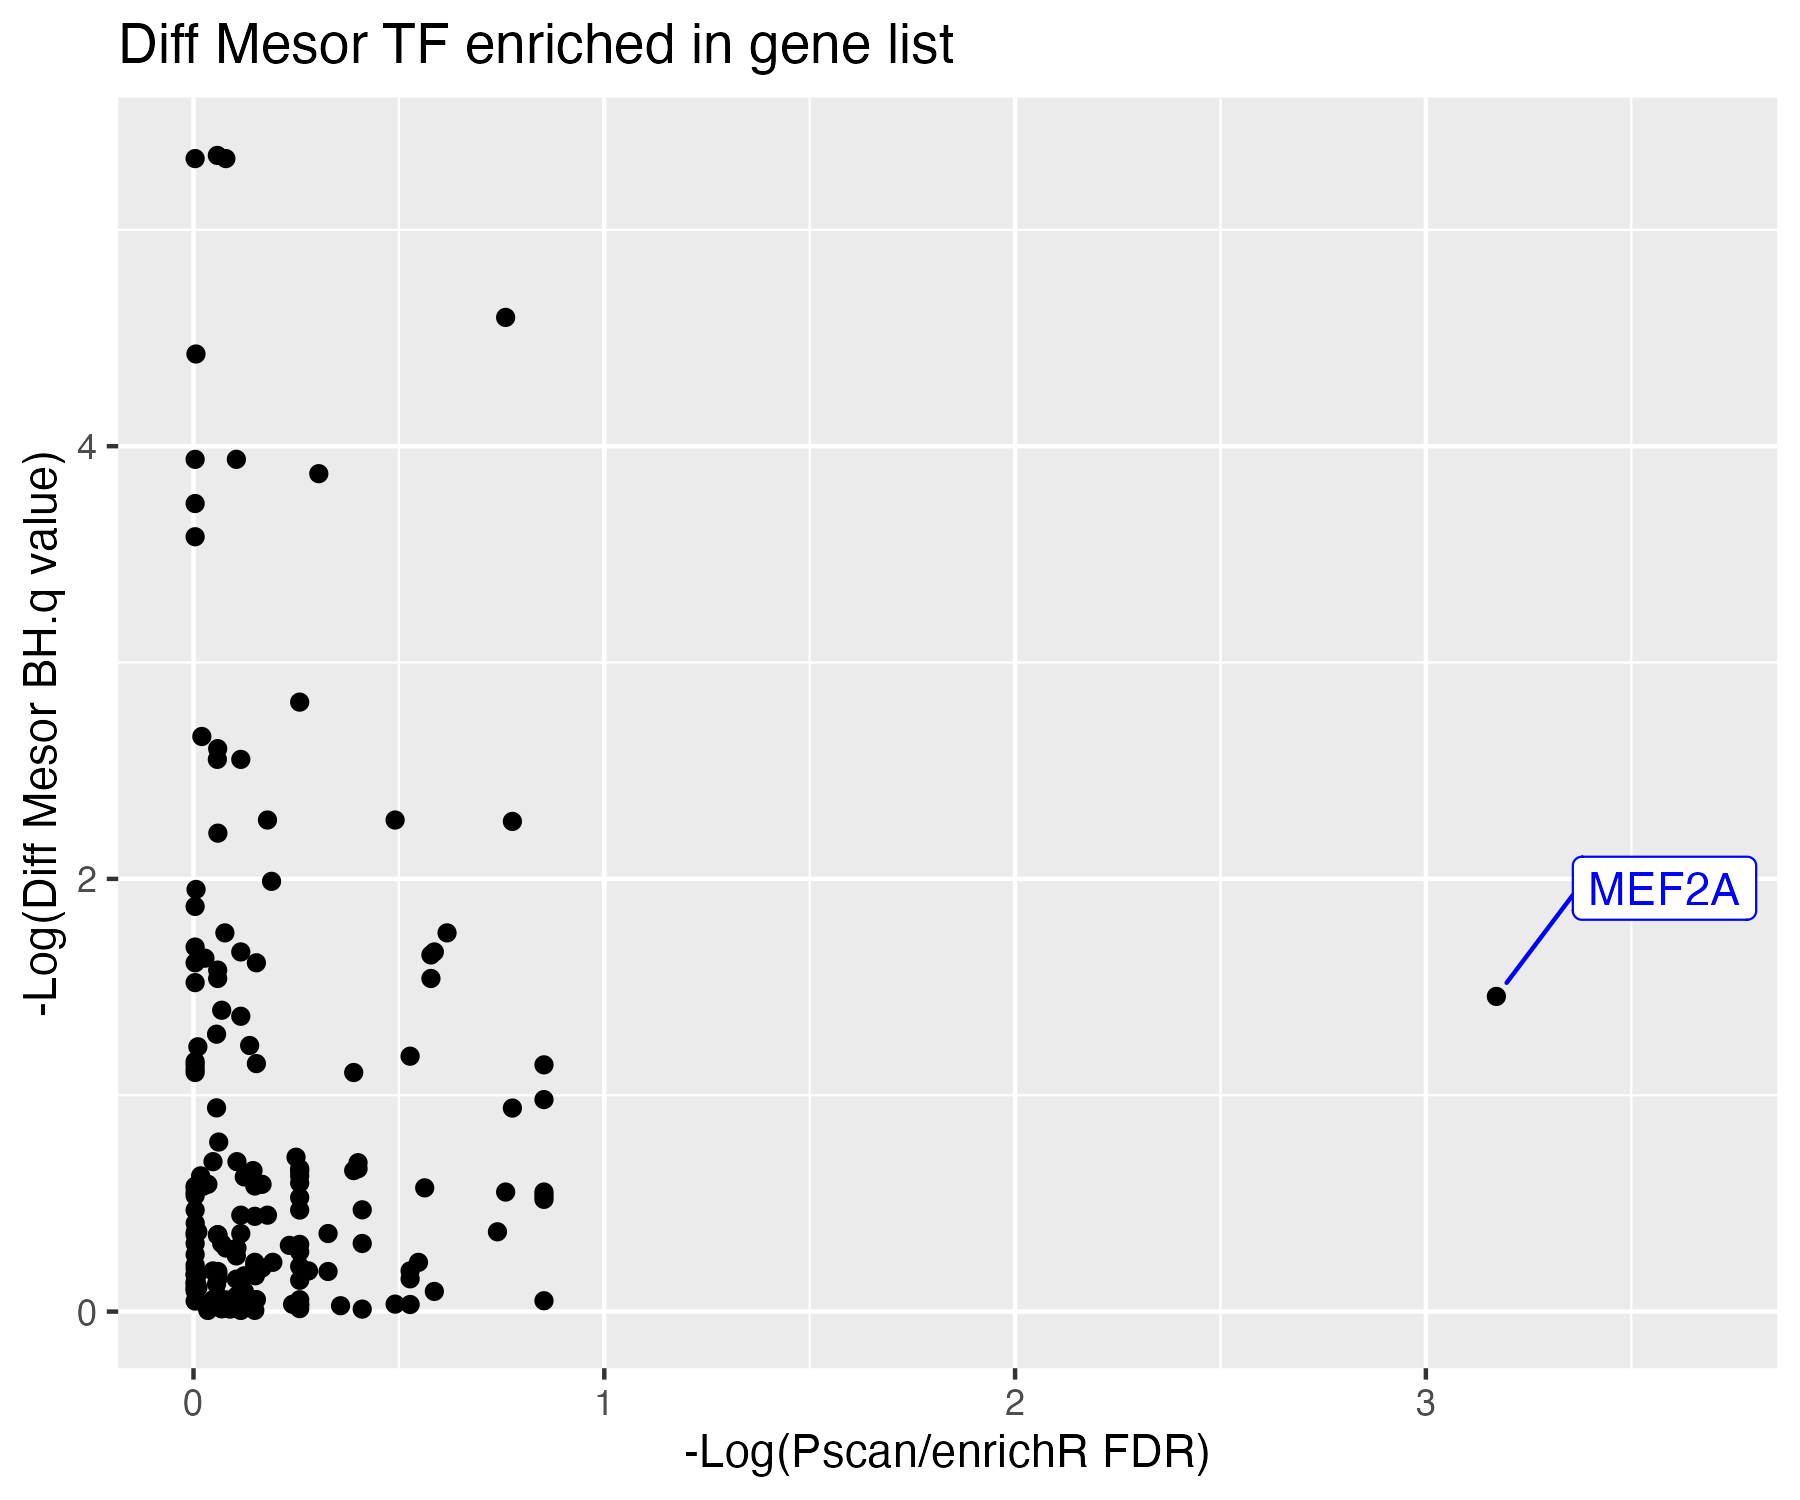 Diff Mesor TF enriched in gene list
-Log(Diff Mesor BH.q value)
4
2
0
MEF2A
0
1
2
3
-Log(Pscan/enrichR FDR)